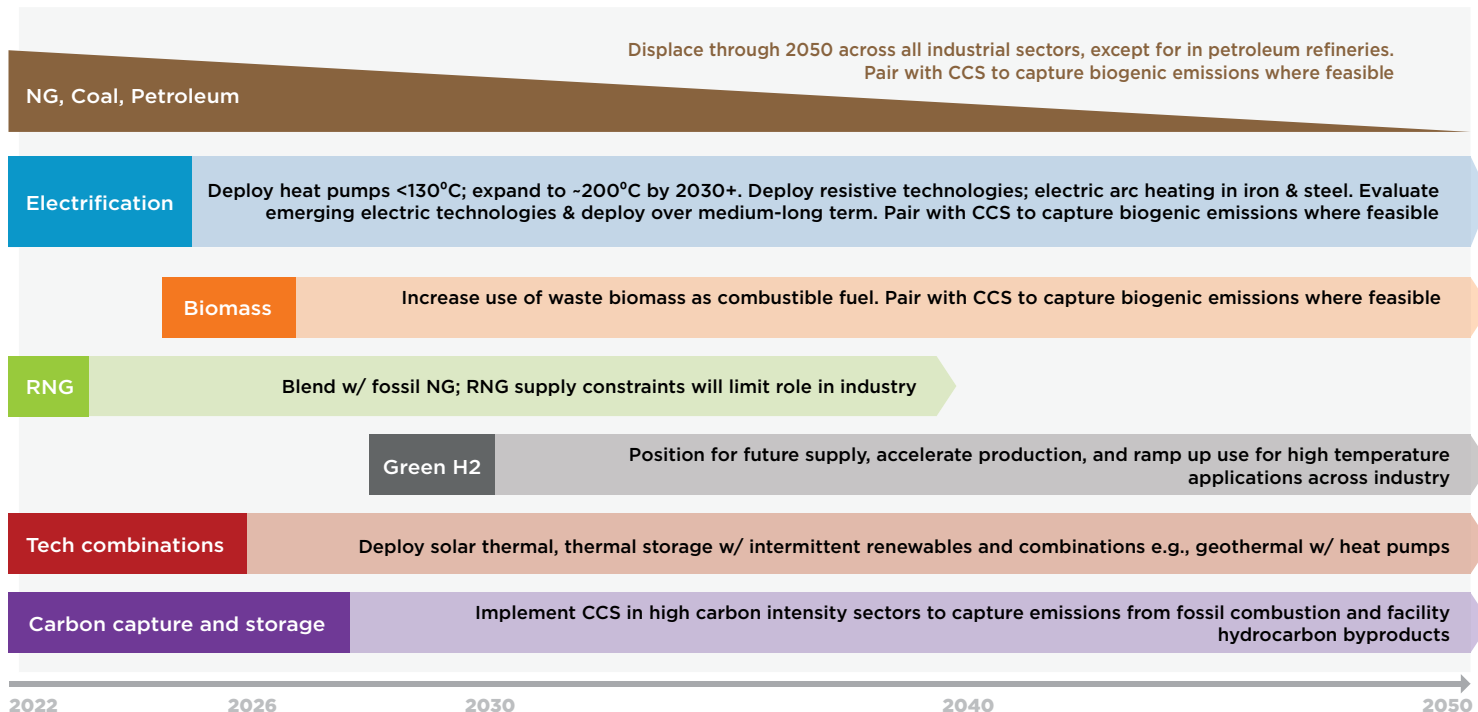 Displace through 2050 across all industrial sectors, except for in petroleum refineries.
Pair with CCS to capture biogenic emissions where feasible
NG, Coal, Petroleum
Electrification
Deploy heat pumps <130⁰C; expand to ~200⁰C by 2030+. Deploy resistive technologies; electric arc heating in iron & steel. Evaluate
emerging electric technologies & deploy over medium-long term. Pair with CCS to capture biogenic emissions where feasible
Biomass
Increase use of waste biomass as combustible fuel. Pair with CCS to capture biogenic emissions where feasible
RNG
Blend w/ fossil NG; RNG supply constraints will limit role in industry
Green H2
Position for future supply, accelerate production, and ramp up use for high temperature
applications across industry
Tech combinations
Deploy solar thermal, thermal storage w/ intermittent renewables and combinations e.g., geothermal w/ heat pumps
Carbon capture and storage
Implement CCS in high carbon intensity sectors to capture emissions from fossil combustion and facility
hydrocarbon byproducts
2022 2026 2030 2040 2050